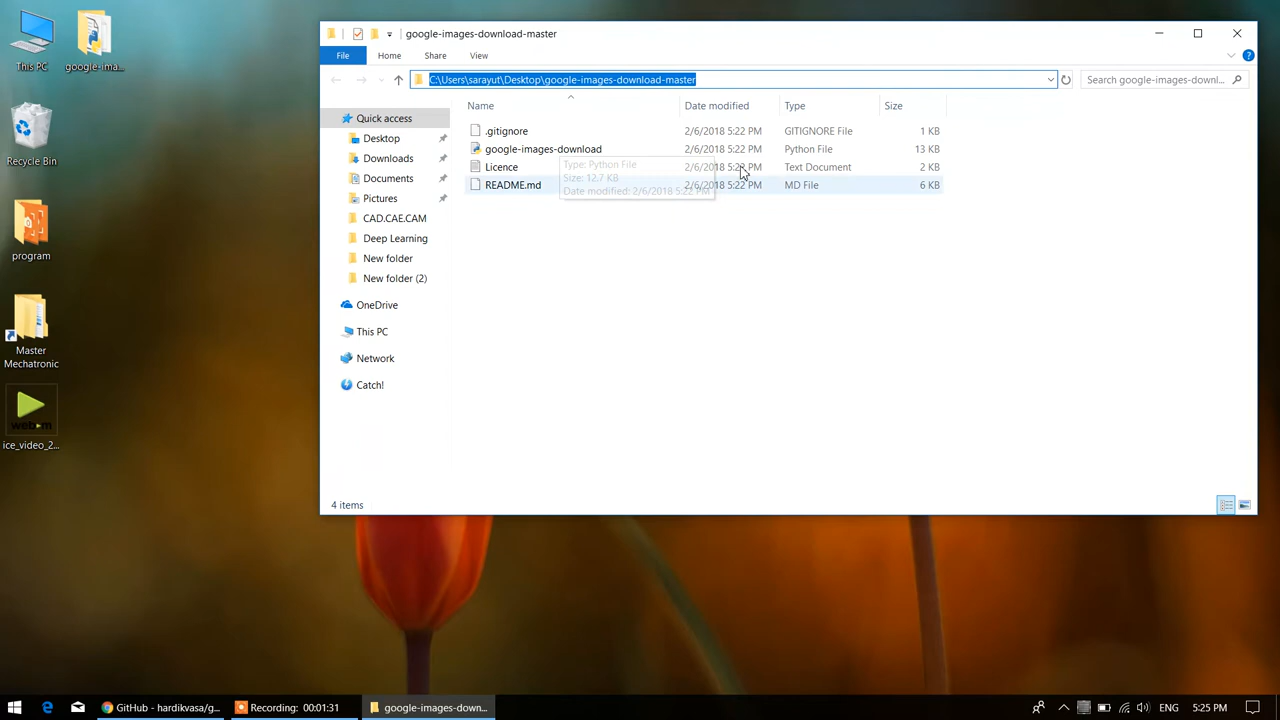 This PC
google-ima...
Recycle Bin
program
Master
Mechatronic
web.m
ice_video_2...
google-images-download-master
File
Home
Share
View
C:\Users\sarayut\Desktop\google-images-download-master
Search google-images-downl...
Name
Date modified
Type
Size
.gitignore
2/6/2018 5:22 PM
GITIGNORE File
1 KB
google-images-download
2/6/2018 5:22 PM
Python File
13 KB
Licence
2/6/2018 5:22 PM
Text Document
2 KB
README.md
2/6/2018 5:22 PM
MD File
6 KB
Type: Python File
Size: 12.7 KB
Date modified: 2/6/2018 5:22 PM
Quick access
Desktop
Downloads
Documents
Pictures
CAD.CAE.CAM
Deep Learning
New folder
New folder (2)
OneDrive
This PC
Network
Catch!
4 items
GitHub - hardikvasa/g...
Recording: 00:01:31
google-images-down...
ENG
5:25 PM